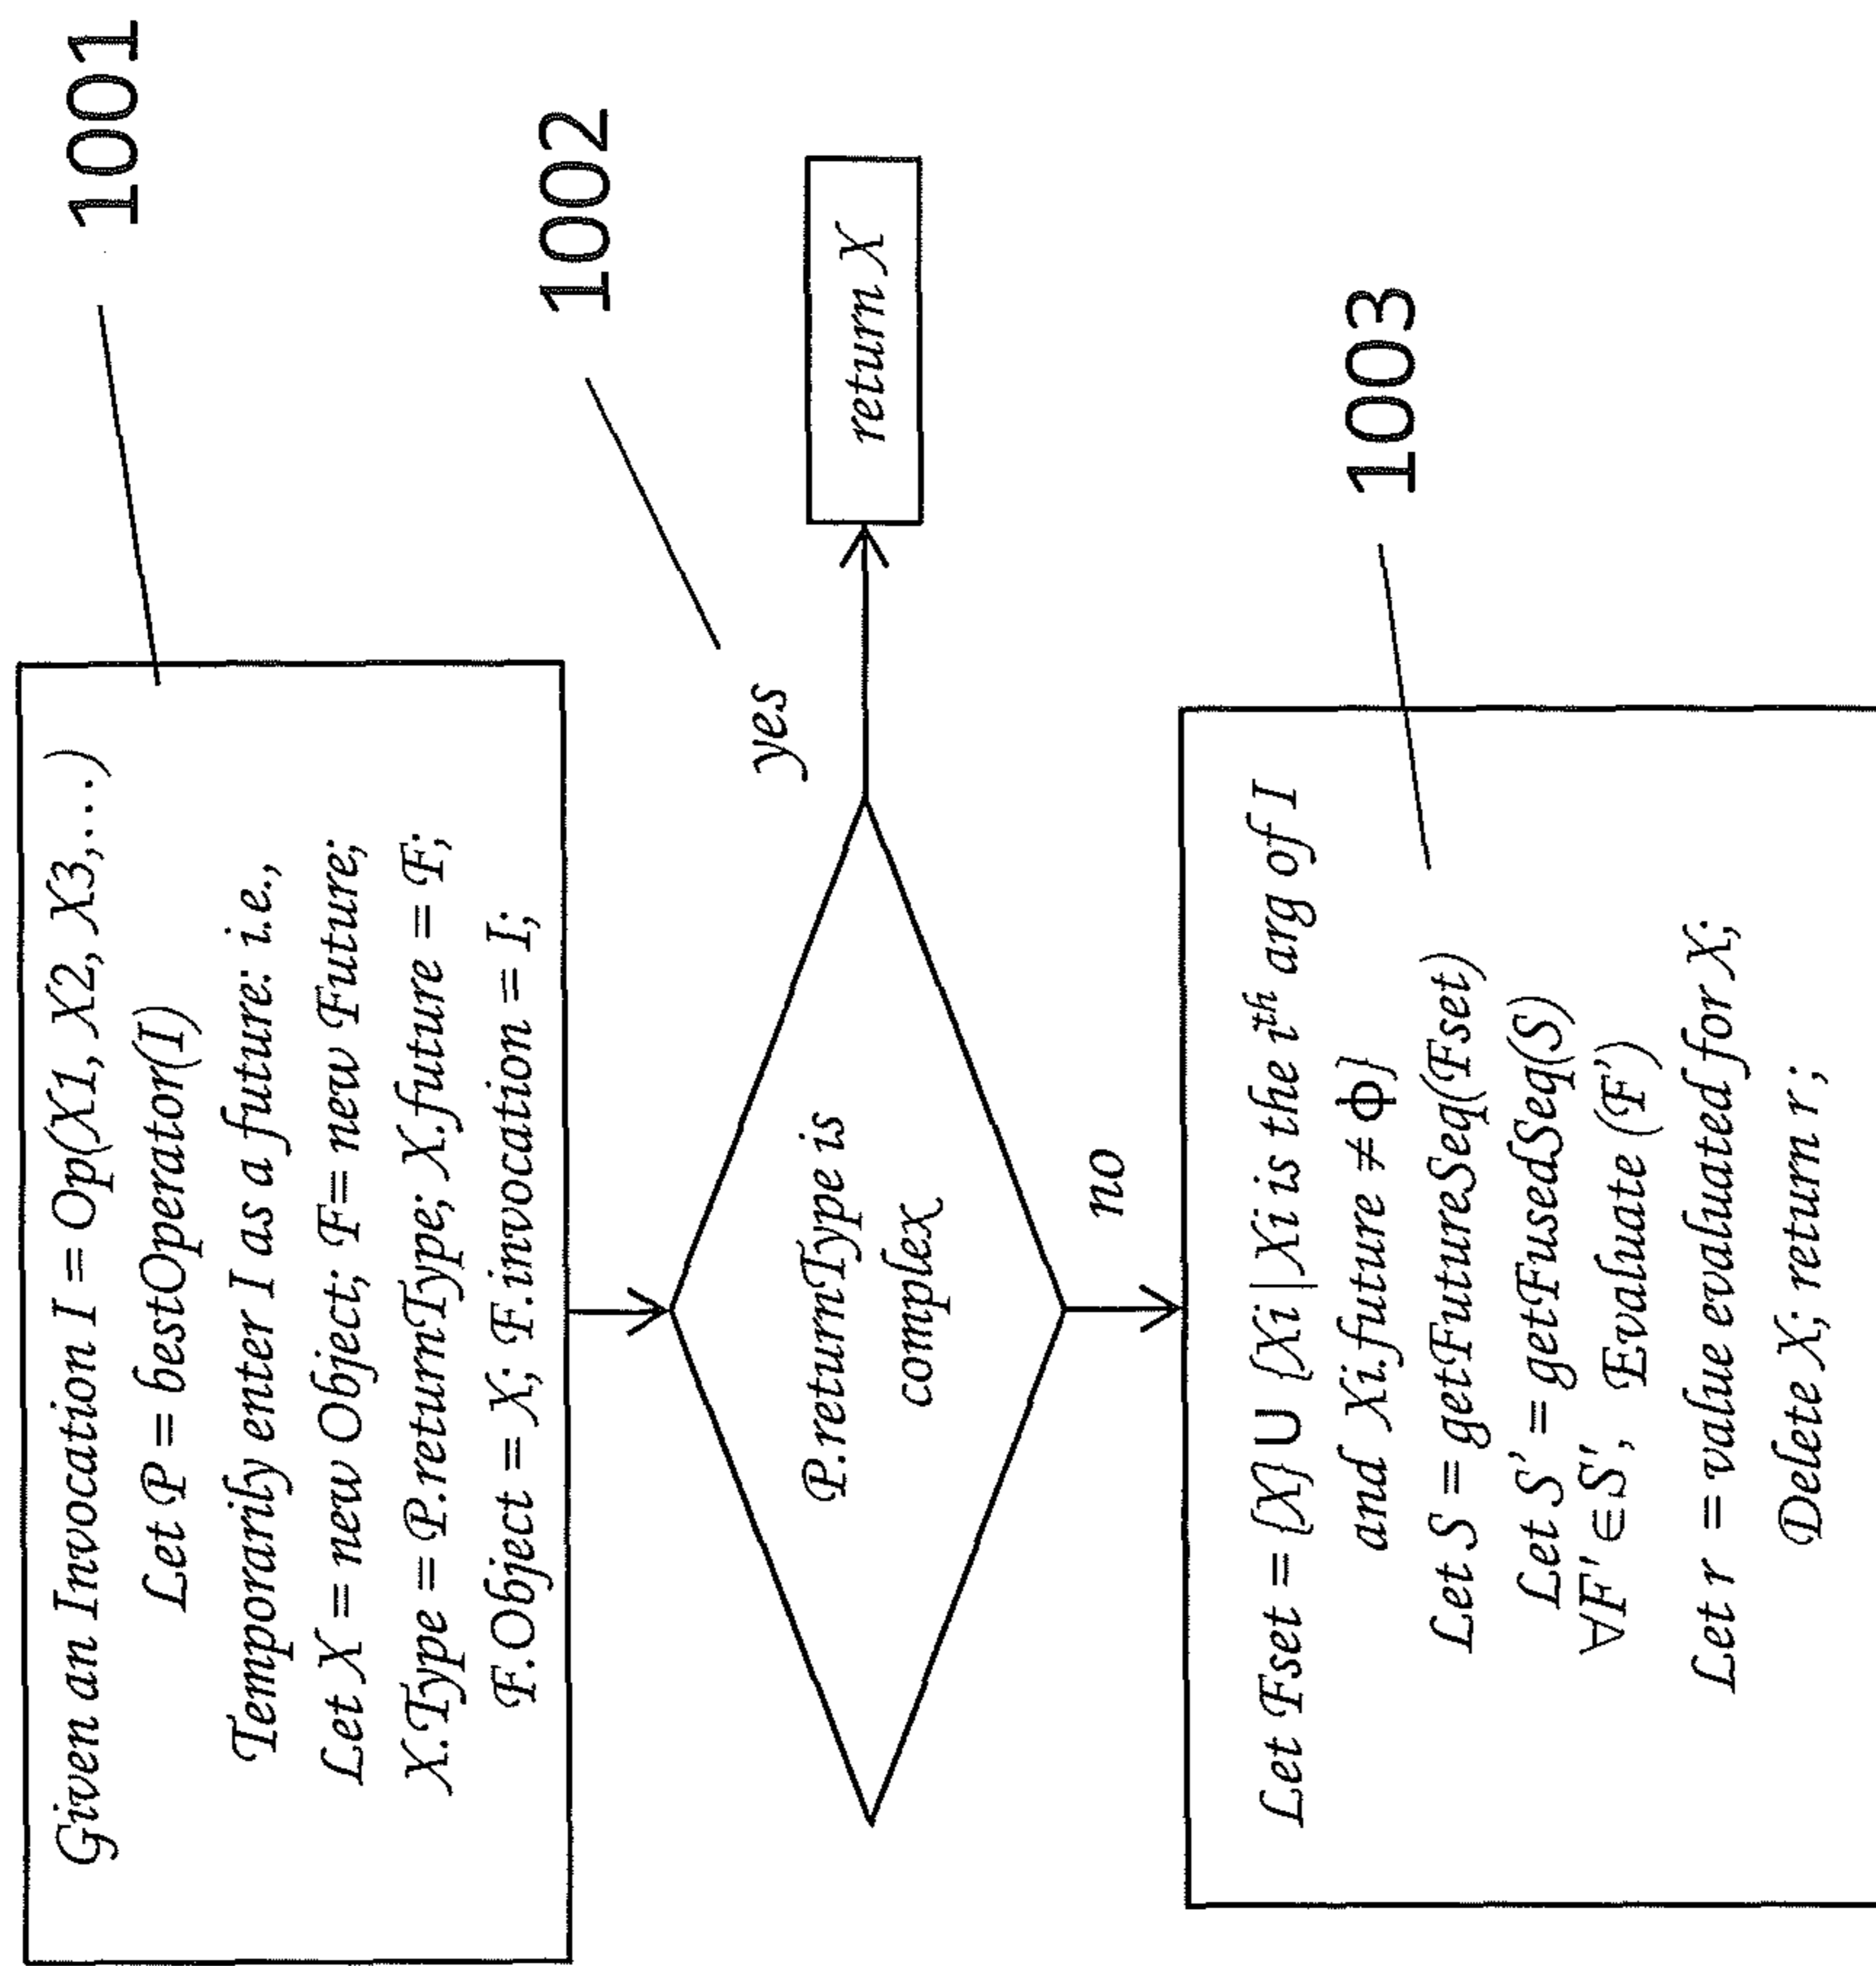 Given an Invocation I = Op(X1, X2, X3,...)
Let P = bestOperator(I)
Temporarily enter I as a future: i.e.,
Let X = new Object; F= new Future;
X.Type = P.returnType; X.future = F;
F.Object = X; F.invocation = I;
1001
P.returnType is
complex
yes
1002
return X
no
Let Fset = {X} ∪ {Xi|Xi is the iᵗʰ arg of I
and Xi.future ≠ ϕ}
Let S = getFutureSeq(Fset)
Let S' = getFusedSeq(S)
∀F' ∈ S', Evaluate (F')
Let r = value evaluated for X;
Delete X; return r;
1003